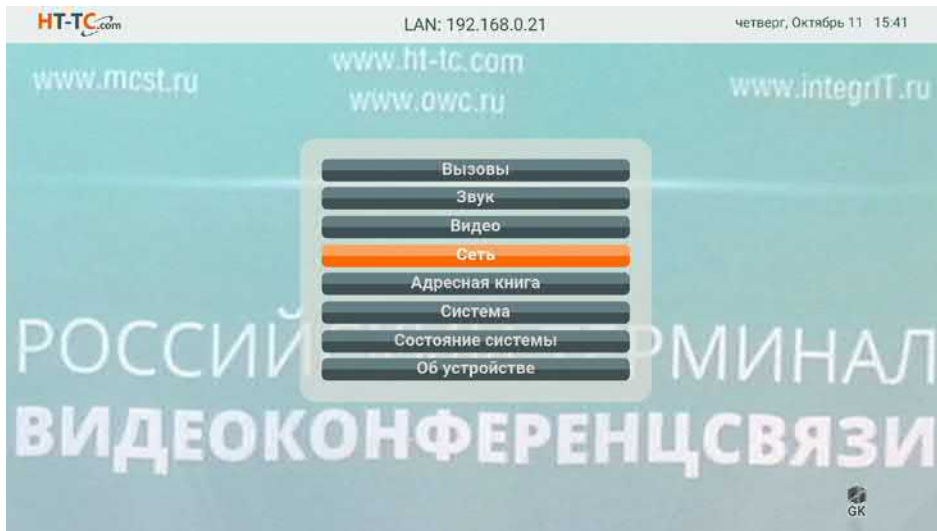 HT-TC.com
LAN: 192.168.0.21
четверг, Октябрь 11 15:41
www.mcst.ru
www.ht-tc.com
www.owc.ru
www.integrIT.ru
Вызовы
Звук
Видео
Сеть
Адресная книга
Система
Состояние системы
Об устройстве
ВИДЕОКОНФЕРЕНЦСВЯЗИ
GK